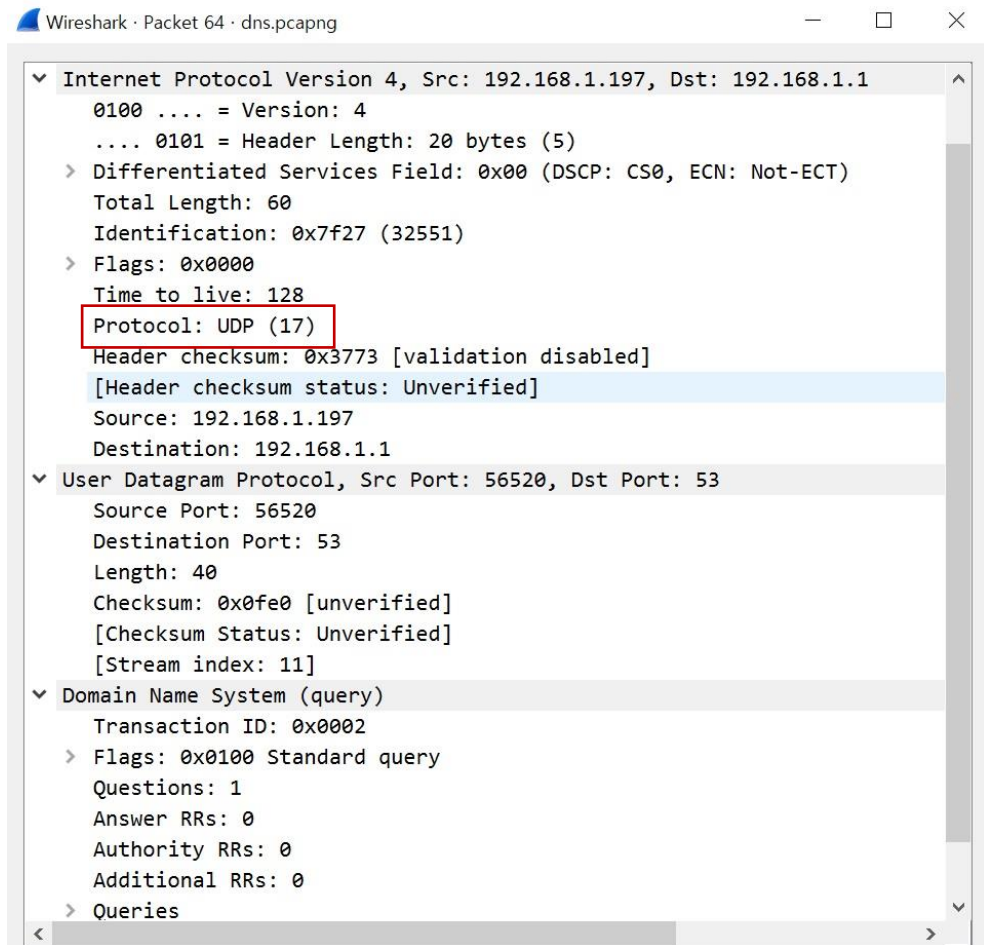 Wireshark · Packet 64 · dns.pcapng
Internet Protocol Version 4, Src: 192.168.1.197, Dst: 192.168.1.1
0100 .... = Version: 4
.... 0101 = Header Length: 20 bytes (5)
Differentiated Services Field: 0x00 (DSCP: CS0, ECN: Not-ECT)
Total Length: 60
Identification: 0x7f27 (32551)
Flags: 0x0000
Time to live: 128
Protocol: UDP (17)
Header checksum: 0x3773 [validation disabled]
[Header checksum status: Unverified]
Source: 192.168.1.197
Destination: 192.168.1.1
User Datagram Protocol, Src Port: 56520, Dst Port: 53
Source Port: 56520
Destination Port: 53
Length: 40
Checksum: 0x0fe0 [unverified]
[Checksum Status: Unverified]
[Stream index: 11]
Domain Name System (query)
Transaction ID: 0x0002
Flags: 0x0100 Standard query
Questions: 1
Answer RRs: 0
Authority RRs: 0
Additional RRs: 0
Queries